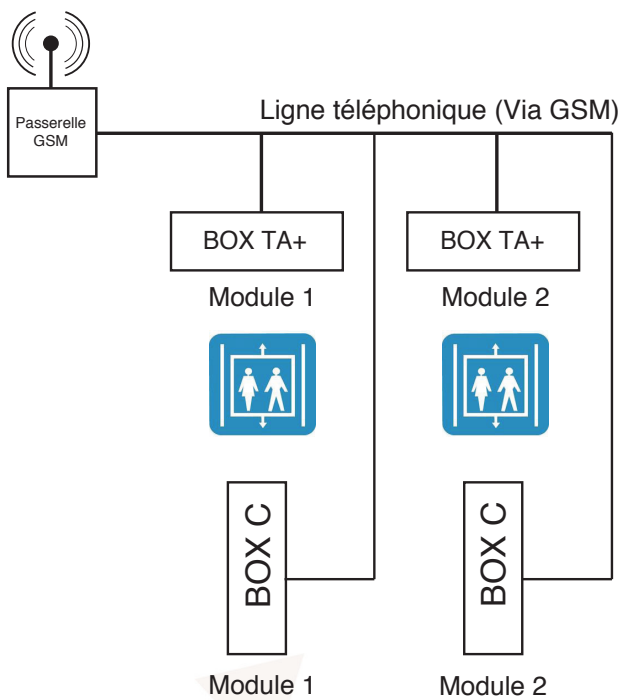 Passerelle
GSM
Ligne téléphonique (Via GSM)
BOX TA+
BOX TA+
Module 1
Module 2
BOX C
BOX C
Module 1
Module 2